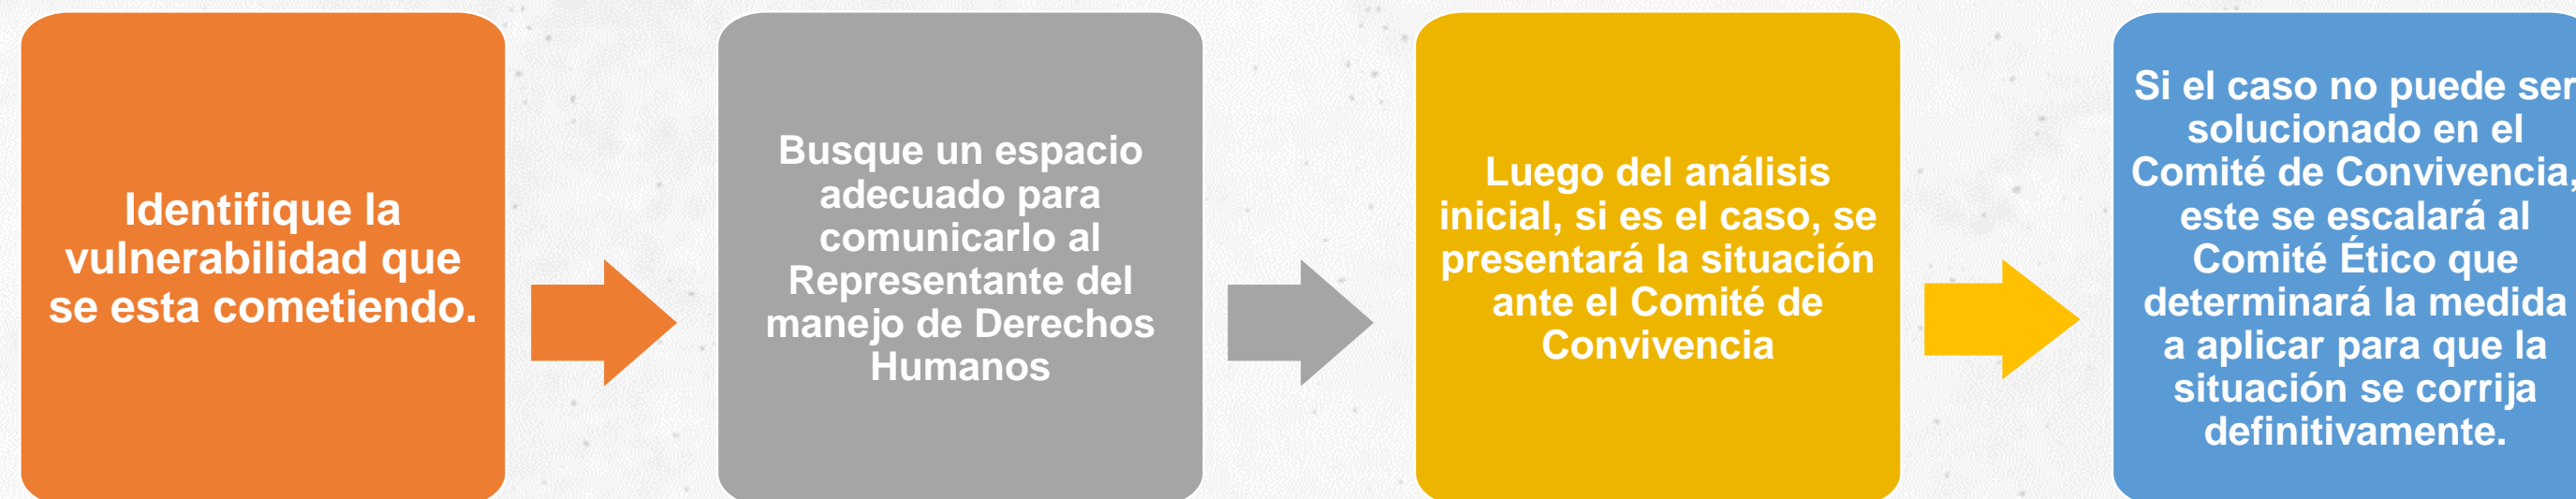 Identifique la
vulnerabilidad que
se esta cometiendo.
Busque un espacio
adecuado para
comunicarlo al
Representante del
manejo de Derechos
Humanos
Luego del análisis
inicial, si es el caso, se
presentará la situación
ante el Comité de
Convivencia
Si el caso no puede ser
solucionado en el
Comité de Convivencia,
este se escalará al
Comité Ético que
determinará la medida
a aplicar para que la
situación se corrija
definitivamente.